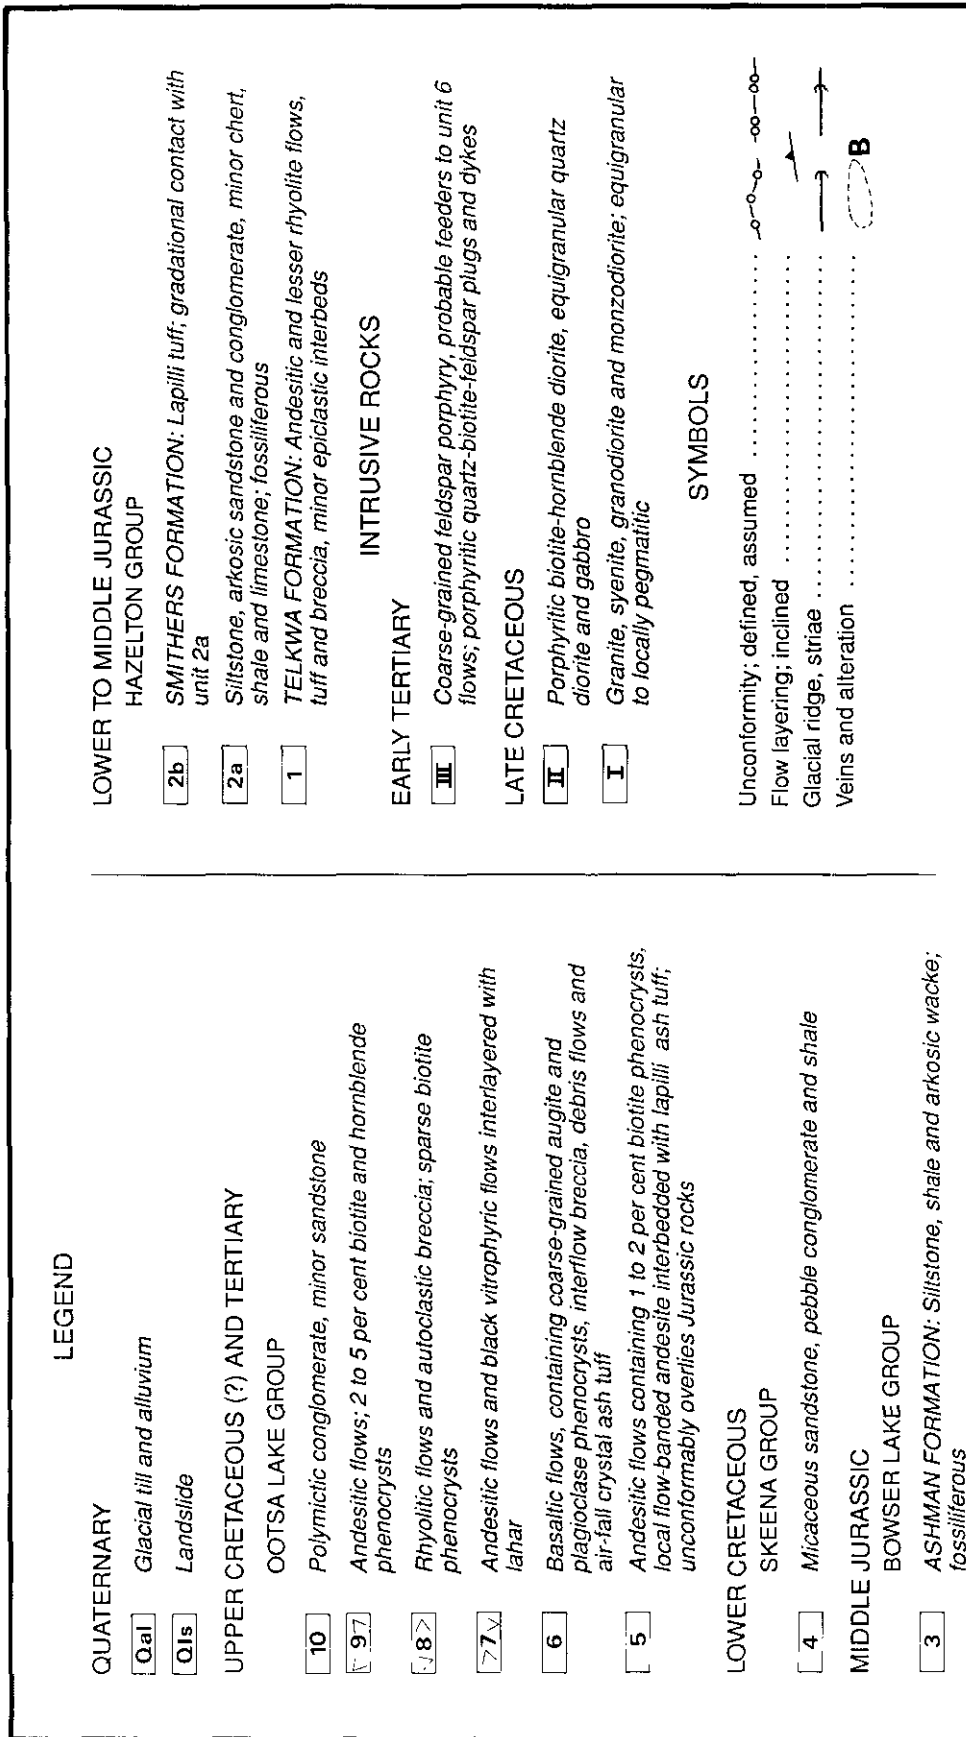 LEGEND
QUATERNARY
Qal Glacial till and alluvium
Qls Landslide
UPPER CRETACEOUS (?) AND TERTIARY
OOTSA LAKE GROUP
10 Polymictic conglomerate, minor sandstone
9 Andesitic flows; 2 to 5 per cent biotite and hornblende
phenocrysts
8 Rhyolitic flows and autoclastic breccia; sparse biotite
phenocrysts
7 Andesitic flows and black vitrophyric flows interlayered with
lahar
6 Basaltic flows, containing coarse-grained augite and
plagioclase phenocrysts, interflow breccia, debris flows and
air-fall crystal ash tuff
5 Andesitic flows containing 1 to 2 per cent biotite phenocrysts,
local flow-banded andesite interbedded with lapilli ash tuff;
unconformably overlies Jurassic rocks
LOWER CRETACEOUS
SKEENA GROUP
4 Micaceous sandstone, pebble conglomerate and shale
MIDDLE JURASSIC
BOWSER LAKE GROUP
3 ASHMAN FORMATION: Siltstone, shale and arkosic wacke;
fossiliferous
LOWER TO MIDDLE JURASSIC
HAZELTON GROUP
2b SMITHERS FORMATION: Lapilli tuff; gradational contact with
unit 2a
2a Siltstone, arkosic sandstone and conglomerate, minor chert,
shale and limestone; fossiliferous
1 TELKWA FORMATION: Andesitic and lesser rhyolite flows,
tuff and breccia, minor epiclastic interbeds
INTRUSIVE ROCKS
EARLY TERTIARY
III Coarse-grained feldspar porphyry, probable feeders to unit 6
flows; porphyritic quartz-biotite-feldspar plugs and dykes
LATE CRETACEOUS
II Porphyritic biotite-hornblende diorite, equigranular quartz
diorite and gabbro
I Granite, syenite, granodiorite and monzodiorite; equigranular
to locally pegmatitic
SYMBOLS
Unconformity; defined, assumed
Flow layering; inclined
Glacial ridge, striae
Veins and alteration B